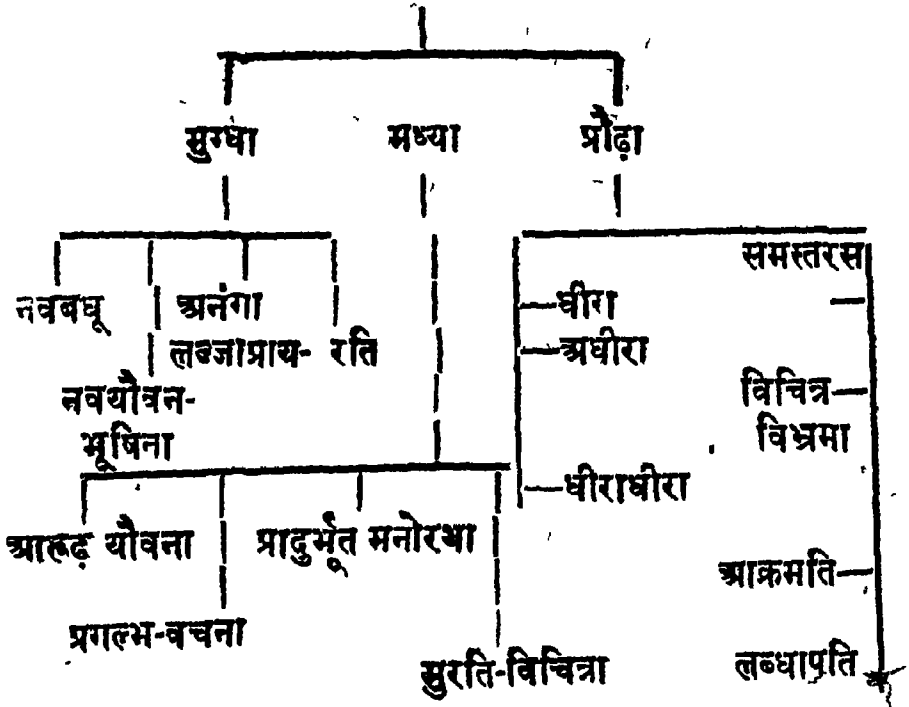 मुग्धा मध्या प्रौढ़ा
समस्तरस
नवबधू अनंगा धीरा
लज्जाप्राय- रति अधीरा
नवयौवन- विचित्र
भूषिना विभ्रमा
धीराधीरा
आरूढ़ यौवना प्रादुर्भूत मनोरथा
आक्रमति
प्रगल्भ-वचना
सुरति-विचित्रा लब्धापति